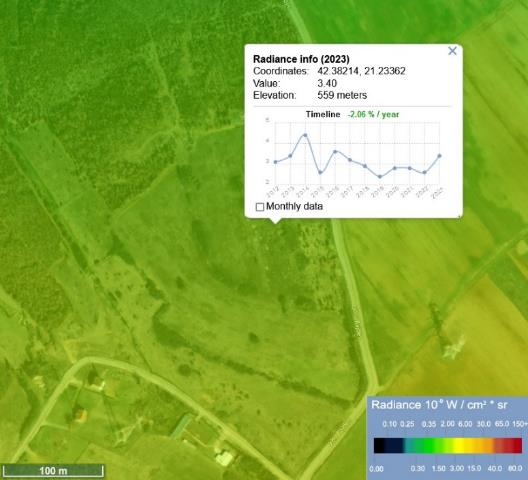 Radiance info (2023)
Coordinates: 42.38214, 21.23362
Value: 3.40
Elevation: 559 meters
Timeline -2.06 % / year
5
4
3
2
2012 2013 2014 2015 2016 2017 2018 2019 2020 2021 2022
Monthly data
100 m
Radiance 10⁻⁹ W / cm² * sr
0.10 0.25 0.35 2.00 6.00 30.00 65.0 150+
0.00 0.30 1.50 3.00 15.0 40.0 80.0